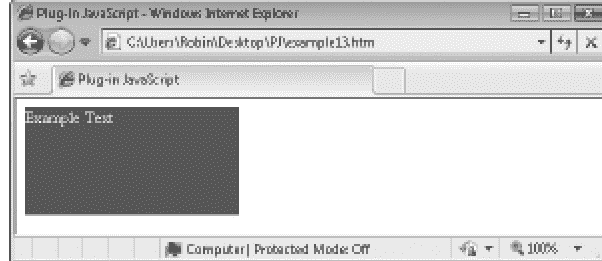 Plug-In JavaScript - Windows Internet Explorer
C:\Users\Robin\Desktop\PJ\example13.htm
Plug-in JavaScript
Example Text
Computer | Protected Mode: Off
100%